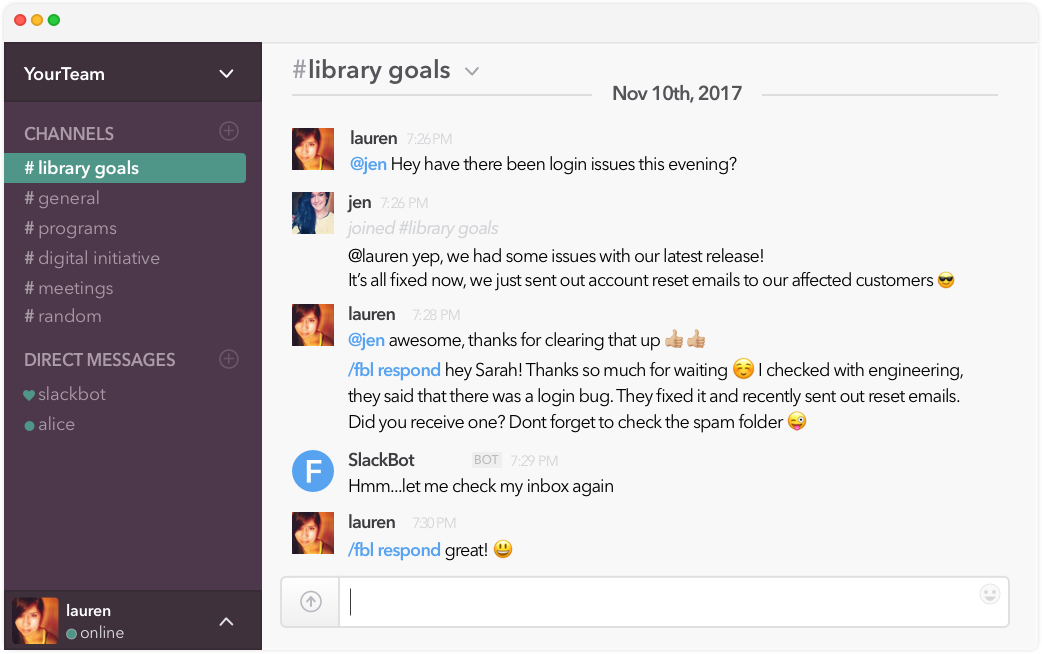 YourTeam
CHANNELS
# library goals
# general
# programs
# digital initiative
# meetings
# random
DIRECT MESSAGES
slackbot
alice
lauren
online
#library goals
Nov 10th, 2017
lauren 7:26 PM
@jen Hey have there been login issues this evening?
jen 7:26 PM
joined #library goals
@lauren yep, we had some issues with our latest release!
It's all fixed now, we just sent out account reset emails to our affected customers 😎
lauren 7:28 PM
@jen awesome, thanks for clearing that up 👍🏼👍🏼
/fbl respond hey Sarah! Thanks so much for waiting ☺️ I checked with engineering,
they said that there was a login bug. They fixed it and recently sent out reset emails.
Did you receive one? Dont forget to check the spam folder 😜
F
SlackBot BOT 7:29 PM
Hmm...let me check my inbox again
lauren 7:30 PM
/fbl respond great! 😃